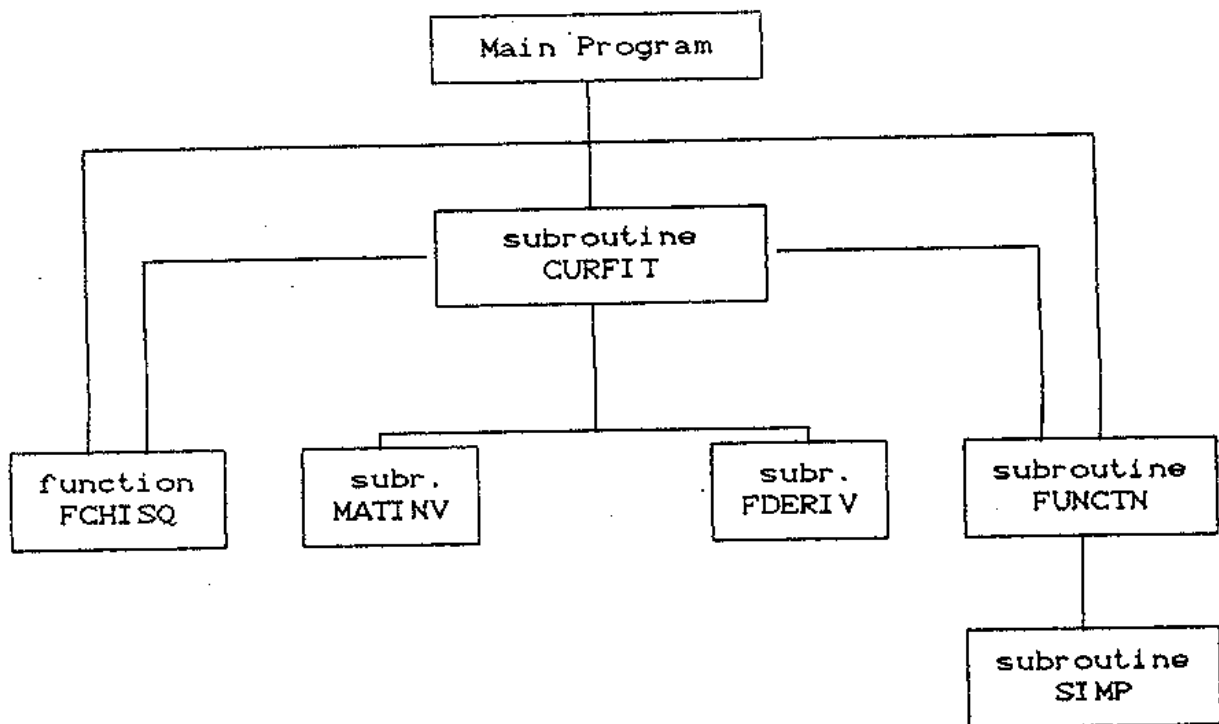 Main Program
subroutine
CURFIT
function
FCHISQ
subr.
MATINV
subr.
FDERIV
subroutine
FUNCTN
subroutine
SIMP